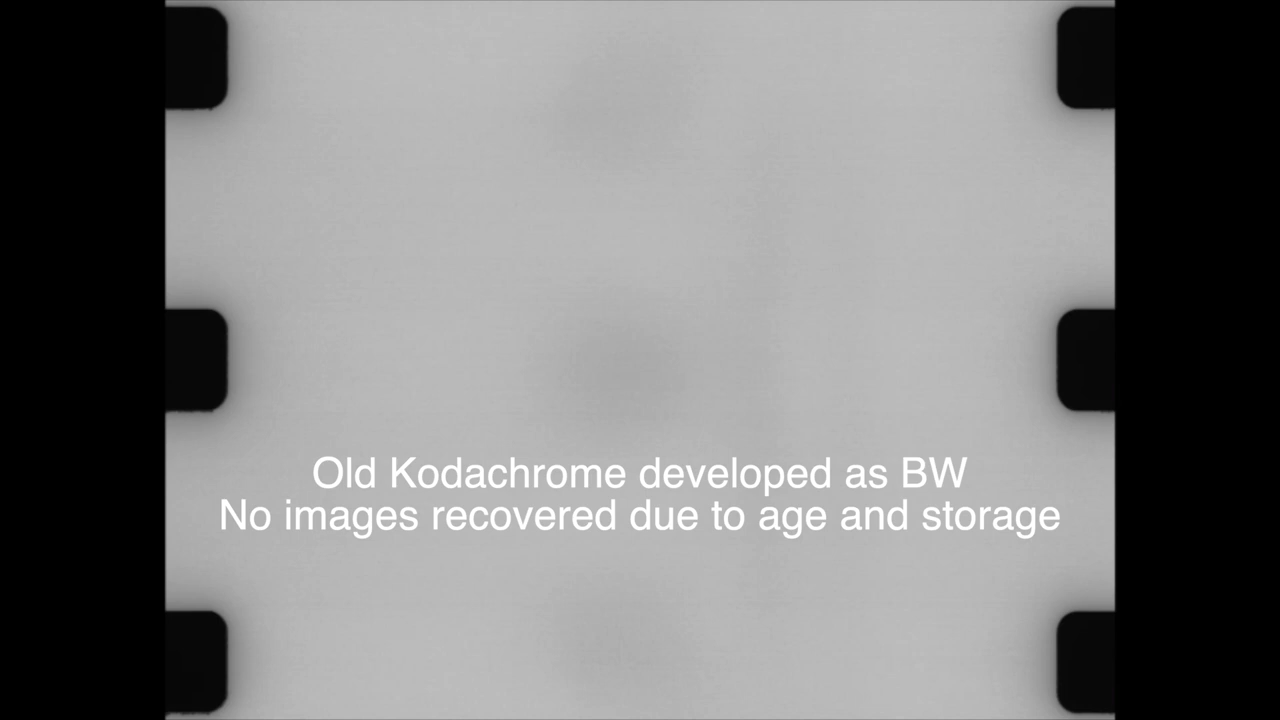 Old Kodachrome developed as BW
No images recovered due to age and storage